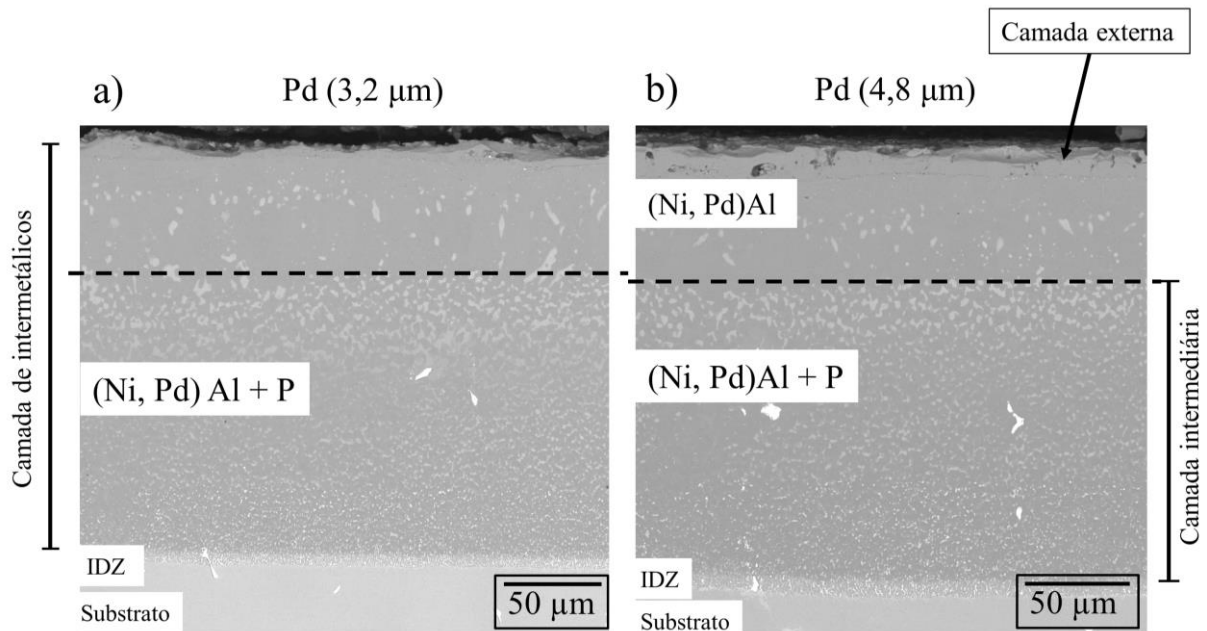 Camada externa
a)
Pd (3,2 µm)
b)
Pd (4,8 µm)
Camada de intermetálicos
(Ni, Pd) Al + P
IDZ
Substrato
50 µm
(Ni, Pd)Al
(Ni, Pd)Al + P
Camada intermediária
IDZ
Substrato
50 µm